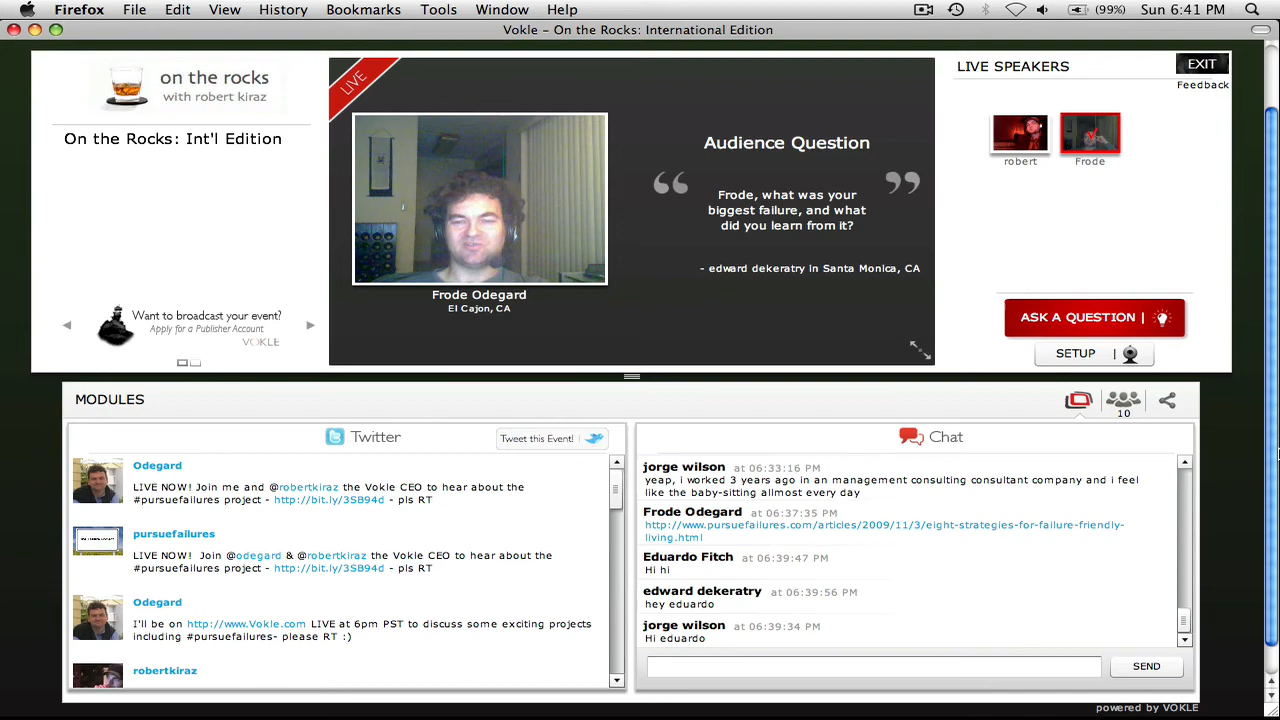 Firefox File Edit View History Bookmarks Tools Window Help (99%) Sun 6:41 PM
Vokle – On the Rocks: International Edition
on the rocks
with robert kiraz
On the Rocks: Int'l Edition
Want to broadcast your event?
Apply for a Publisher Account
VOKLE
LIVE
Frode Odegard
El Cajon, CA
Audience Question
“ ”
Frode, what was your
biggest failure, and what
did you learn from it?
- edward dekeratry in Santa Monica, CA
LIVE SPEAKERS
EXIT
Feedback
robert
Frode
ASK A QUESTION |
SETUP |
MODULES
10
Twitter
Tweet this Event!
Odegard
LIVE NOW! Join me and @robertkiraz the Vokle CEO to hear about the
#pursuefailures project - http://bit.ly/3SB94d - pls RT
pursuefailures
LIVE NOW! Join @odegard & @robertkiraz the Vokle CEO to hear about the
#pursuefailures project - http://bit.ly/3SB94d - pls RT
Odegard
I'll be on http://www.Vokle.com LIVE at 6pm PST to discuss some exciting projects
including #pursuefailures- please RT :)
robertkiraz
Chat
jorge wilson at 06:33:16 PM
yeap, i worked 3 years ago in an management consulting consultant company and i feel
like the baby-sitting allmost every day
Frode Odegard at 06:37:35 PM
http://www.pursuefailures.com/articles/2009/11/3/eight-strategies-for-failure-friendly-
living.html
Eduardo Fitch at 06:39:47 PM
Hi hi
edward dekeratry at 06:39:56 PM
hey eduardo
jorge wilson at 06:39:34 PM
Hi eduardo
SEND
powered by VOKLE